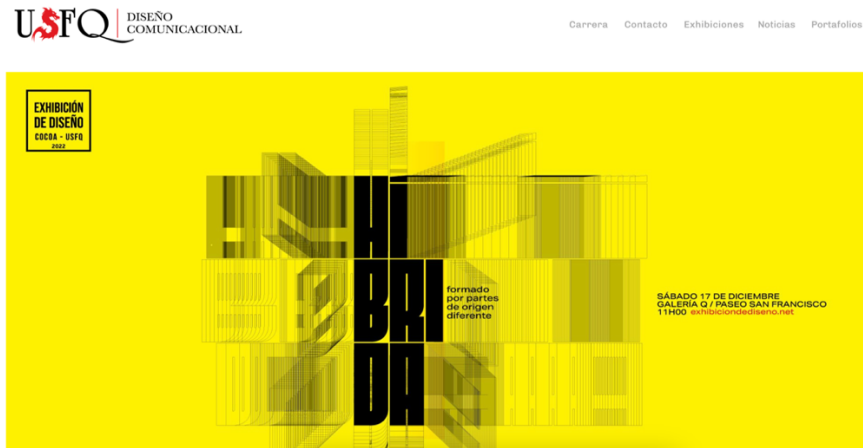 USFQ
DISEÑO
COMUNICACIONAL
Carrera Contacto Exhibiciones Noticias Portafolios
EXHIBICIÓN
DE DISEÑO
COCOA - USFQ
2022
HI
BRI
DA
formado
por partes
de origen
diferente
SÁBADO 17 DE DICIEMBRE
GALERÍA Q / PASEO SAN FRANCISCO
11H00 exhibiciondediseno.net